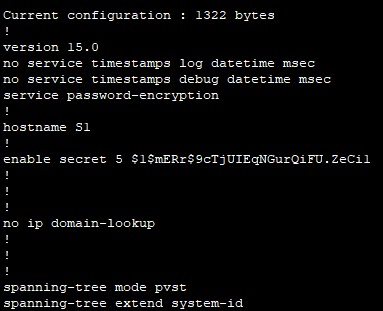 Current configuration : 1322 bytes
!
version 15.0
no service timestamps log datetime msec
no service timestamps debug datetime msec
service password-encryption
!
hostname S1
!
enable secret 5 $1$mERr$9cTjUIEqNGurQiFU.ZeCi1
!
!
!
no ip domain-lookup
!
!
!
spanning-tree mode pvst
spanning-tree extend system-id